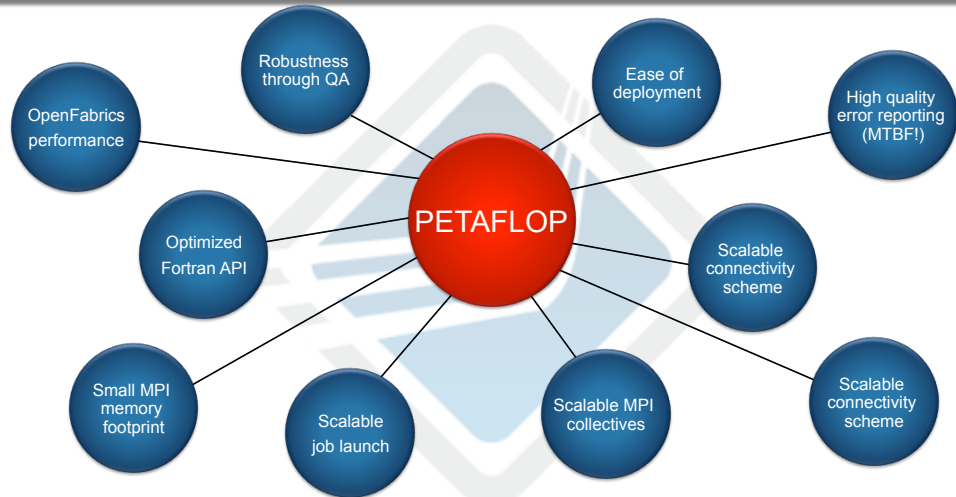 Robustness
through QA
Ease of
deployment
High quality
error reporting
(MTBF!)
OpenFabrics
performance
PETAFLOP
Optimized
Fortran API
Scalable
connectivity
scheme
Small MPI
memory
footprint
Scalable
job launch
Scalable MPI
collectives
Scalable
connectivity
scheme